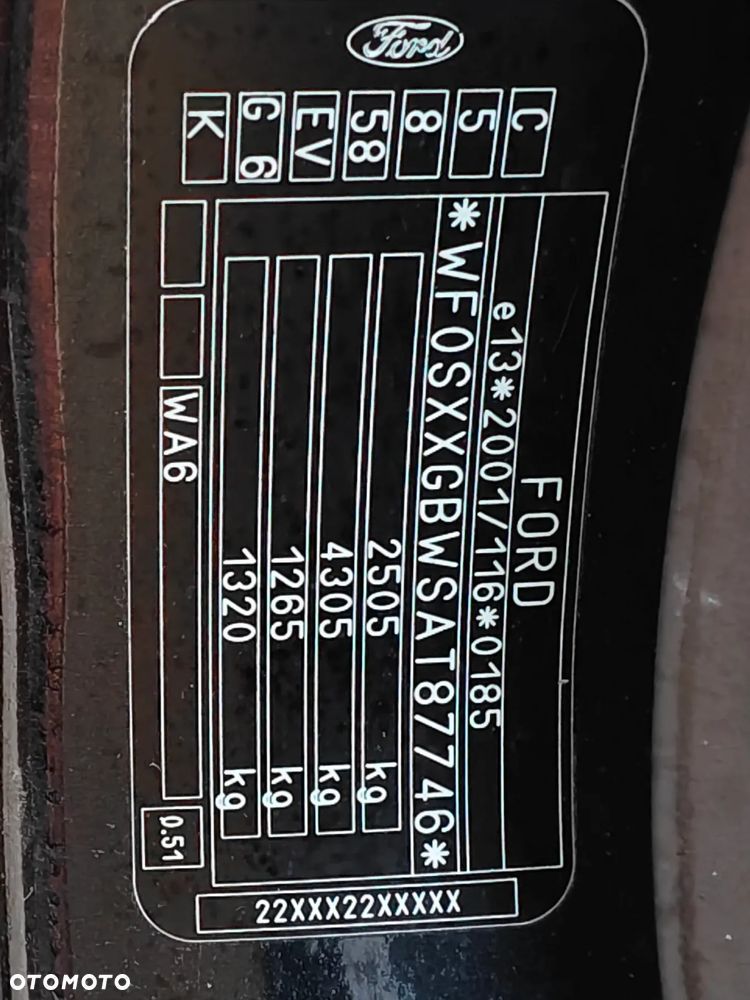 Ford
C
5
8
58
EV
G 6
K
FORD
e13*2001/116*0185
*WF0SXXGBWSAT87746*
2505 kg
4305 kg
1265 kg
1320 kg
WA6
0.51
22XXX22XXXXX
OTOMOTO